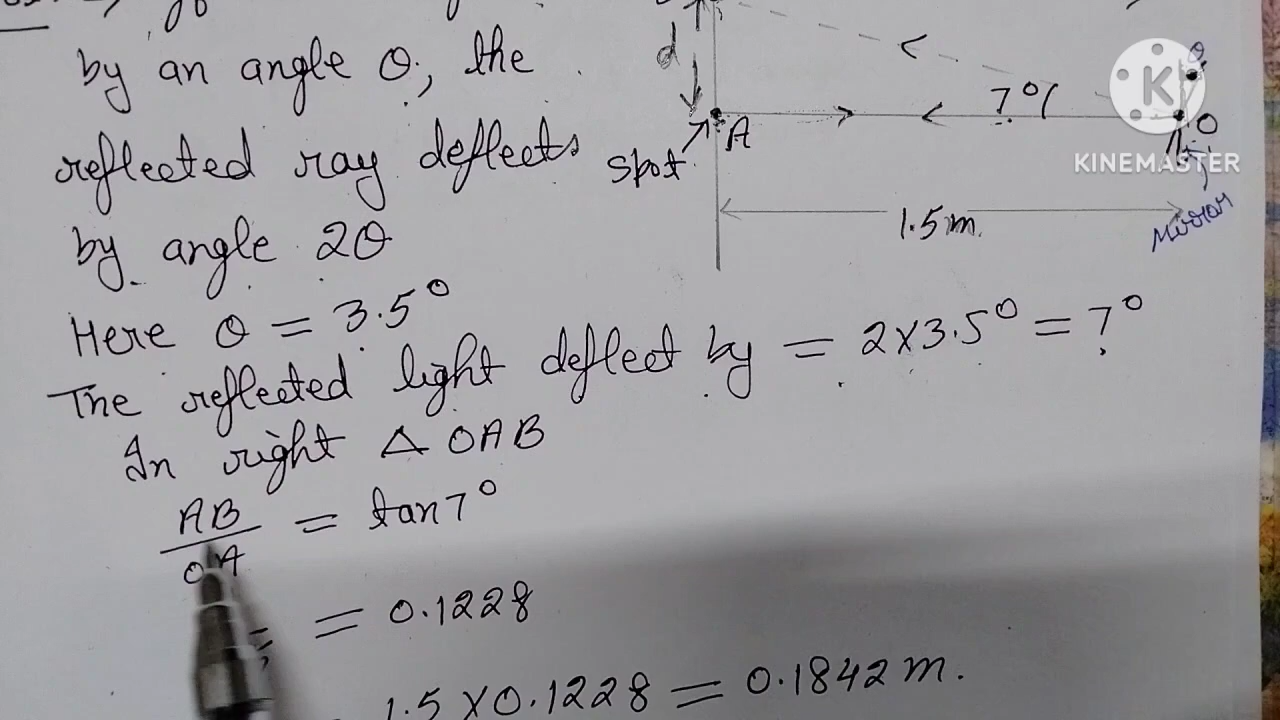 by an angle θ, the
reflected ray deflects
by angle 2θ
Here θ = 3.5°
The reflected light deflect by = 2×3.5° = 7°
In right △ OAB
AB/OA = tan7°
= 0.1228
1.5 × 0.1228 = 0.1842 m.
d
7°
A
O
Spot
1.5 m.
Mirror
K
KINEMASTER